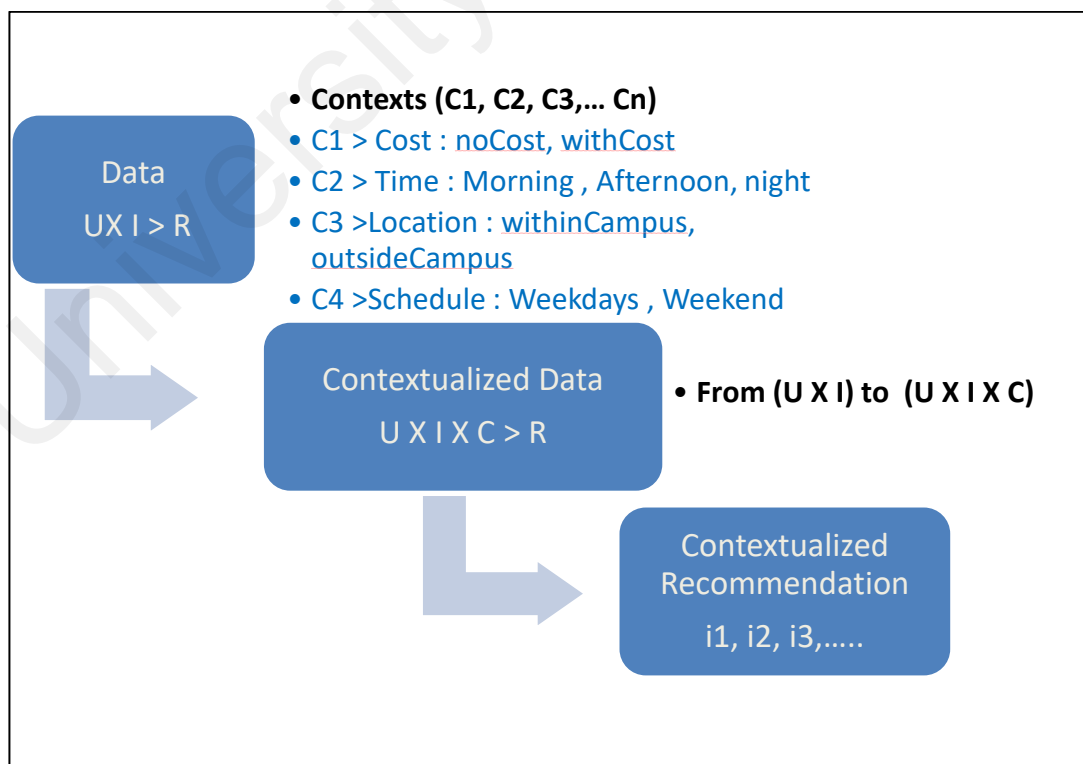 Data
UX I > R
• Contexts (C1, C2, C3,… Cn)
• C1 > Cost : noCost, withCost
• C2 > Time : Morning , Afternoon, night
• C3 >Location : withinCampus,
outsideCampus
• C4 >Schedule : Weekdays , Weekend
Contextualized Data
U X I X C > R
• From (U X I) to (U X I X C)
Contextualized
Recommendation
i1, i2, i3,…..
University